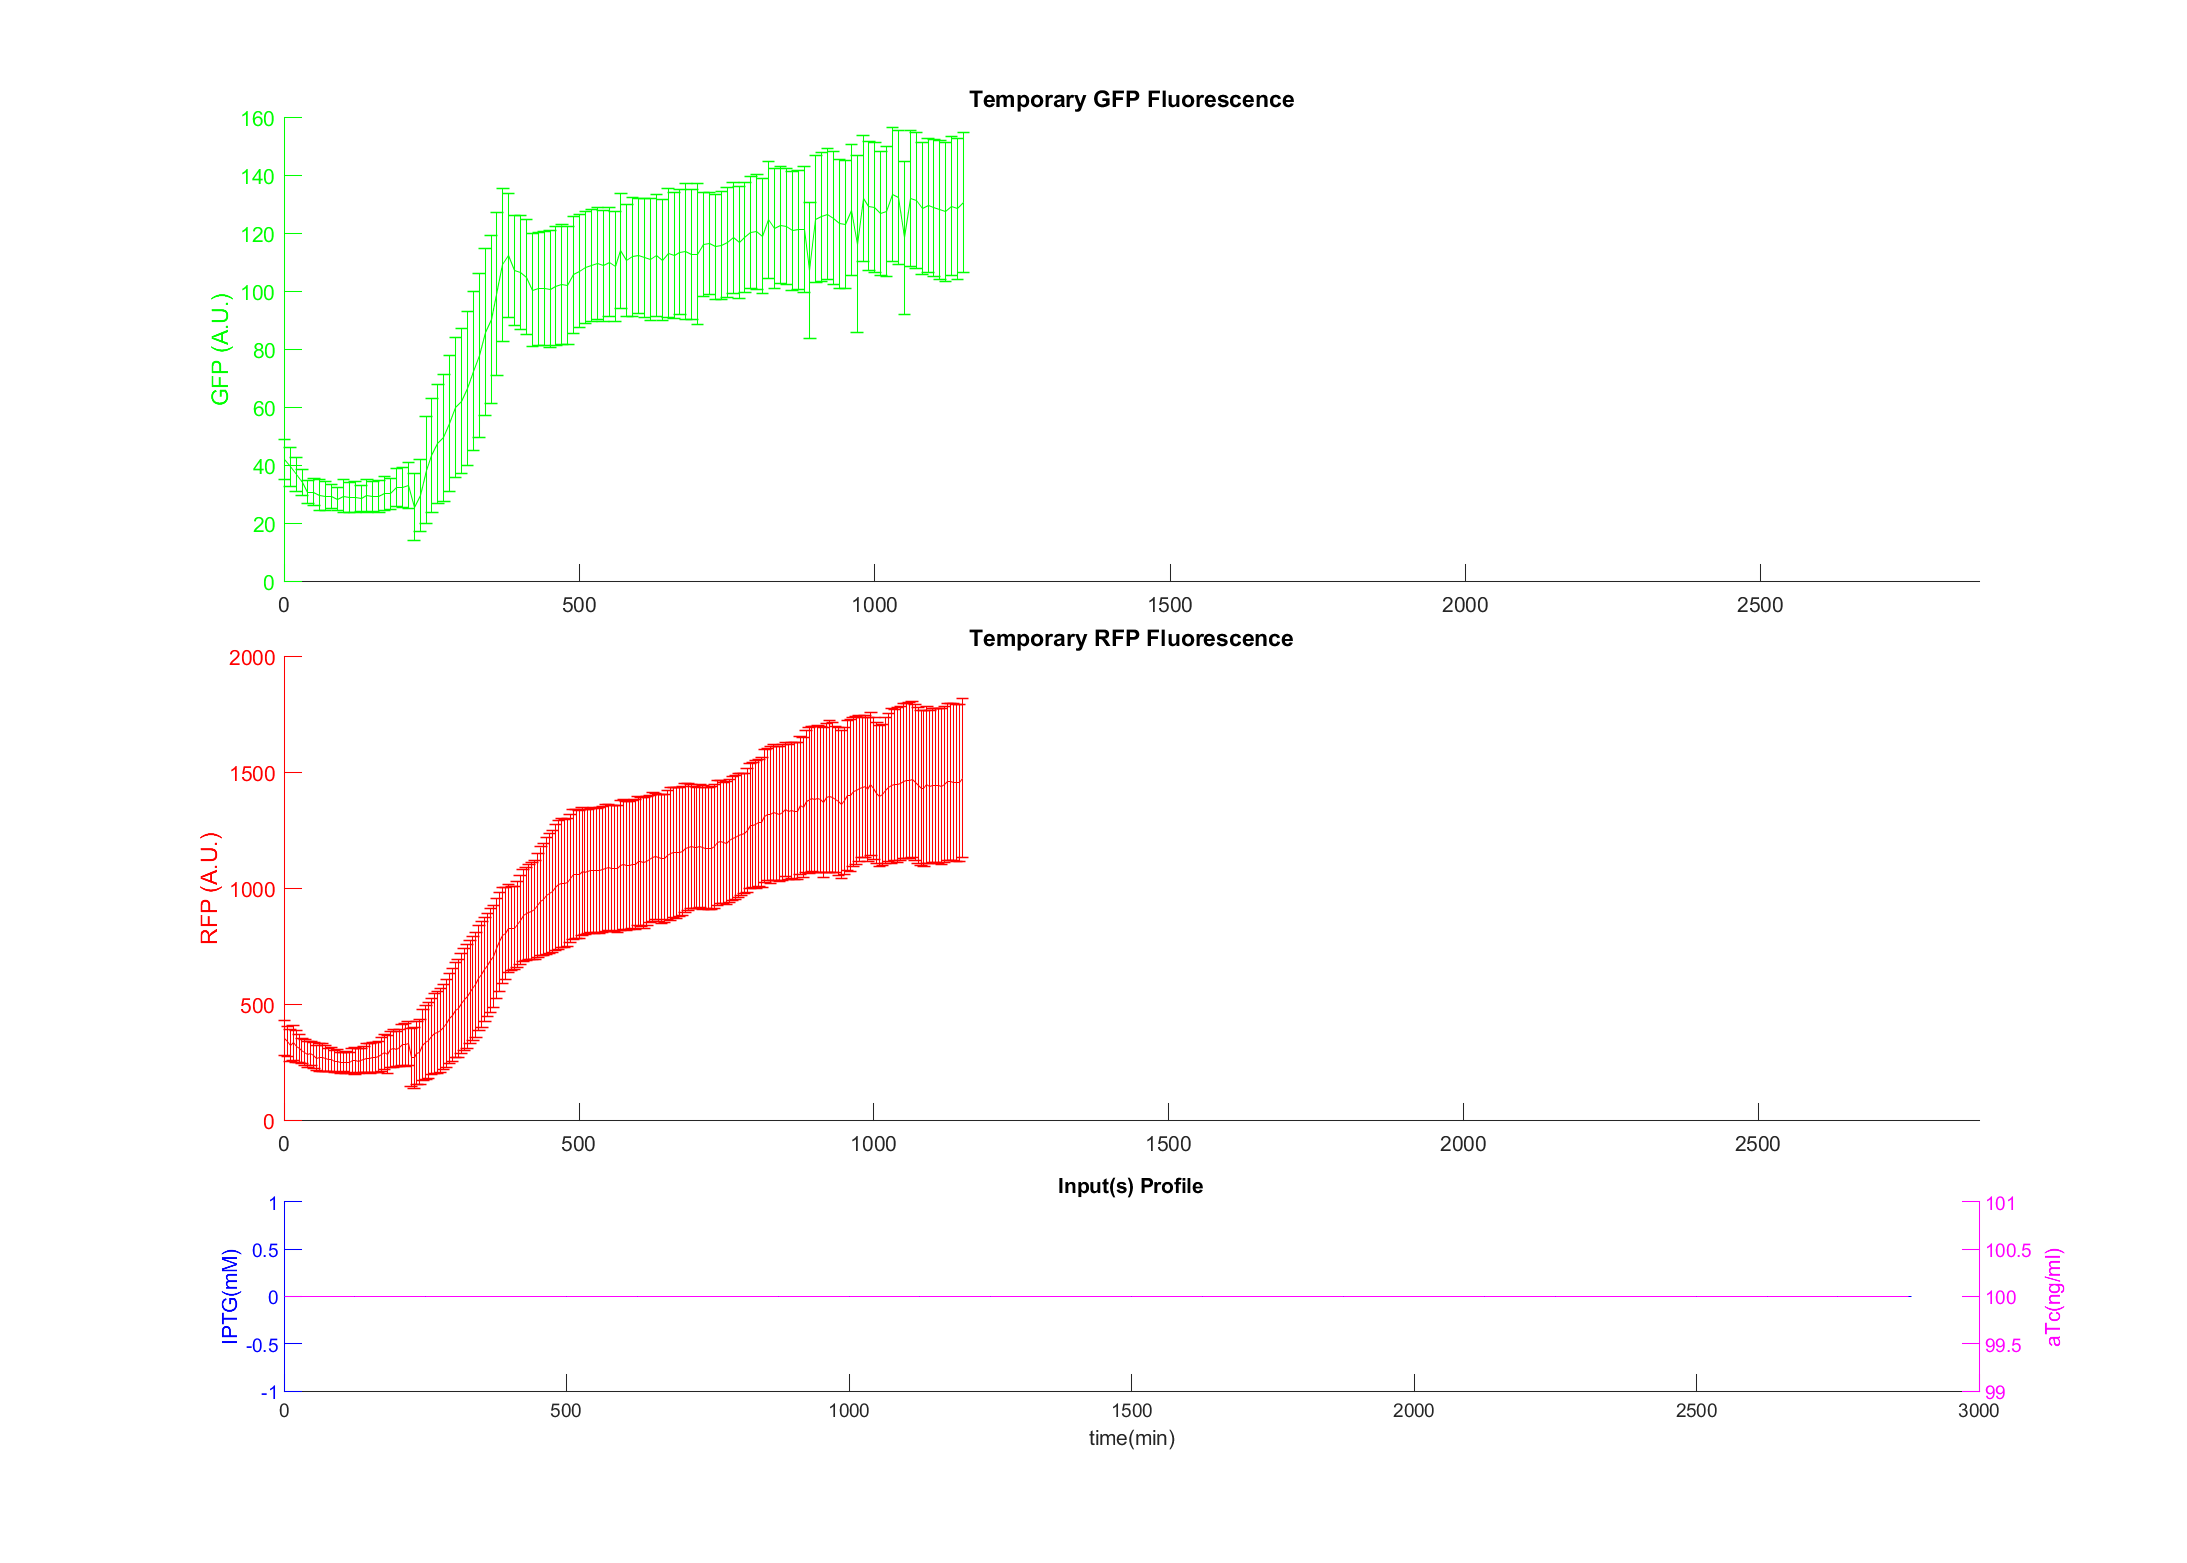 Temporary GFP Fluorescence
160
140
120
100
80
60
40
20
0
GFP (A.U.)
0 500 1000 1500 2000 2500
Temporary RFP Fluorescence
2000
1500
1000
500
0
RFP (A.U.)
0 500 1000 1500 2000 2500
Input(s) Profile
1 101
0.5 100.5
0 100
-0.5 99.5
-1 99
IPTG(mM)
aTc(ng/ml)
0 500 1000 1500 2000 2500 3000
time(min)